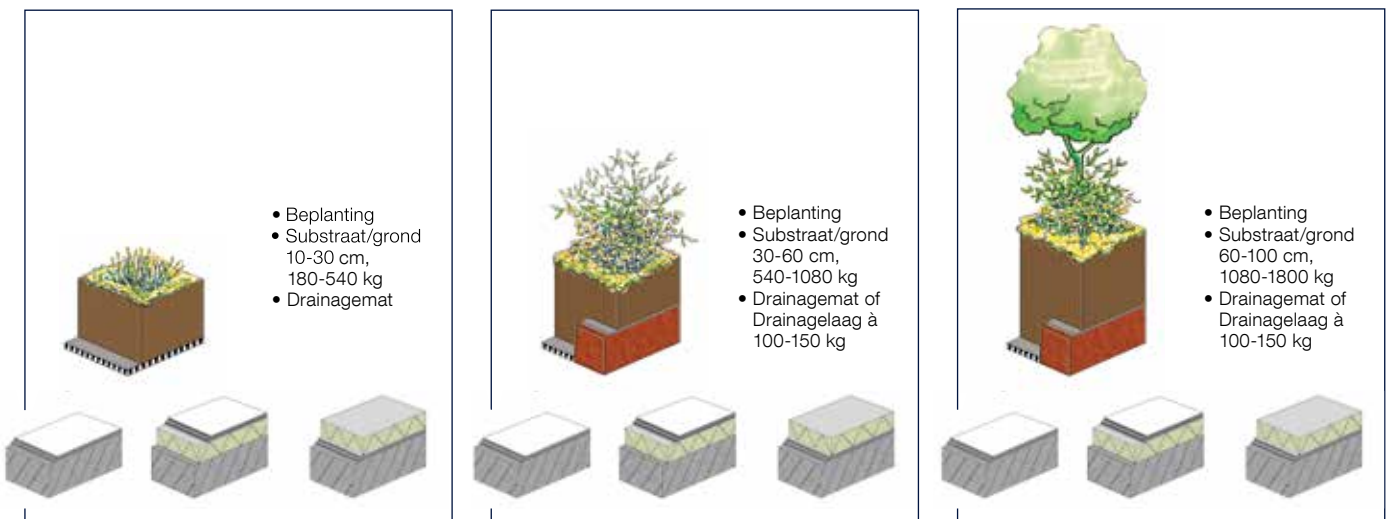 • Beplanting
• Substraat/grond
10-30 cm,
180-540 kg
• Drainagemat
• Beplanting
• Substraat/grond
30-60 cm,
540-1080 kg
• Drainagemat of
Drainagelaag à
100-150 kg
• Beplanting
• Substraat/grond
60-100 cm,
1080-1800 kg
• Drainagemat of
Drainagelaag à
100-150 kg